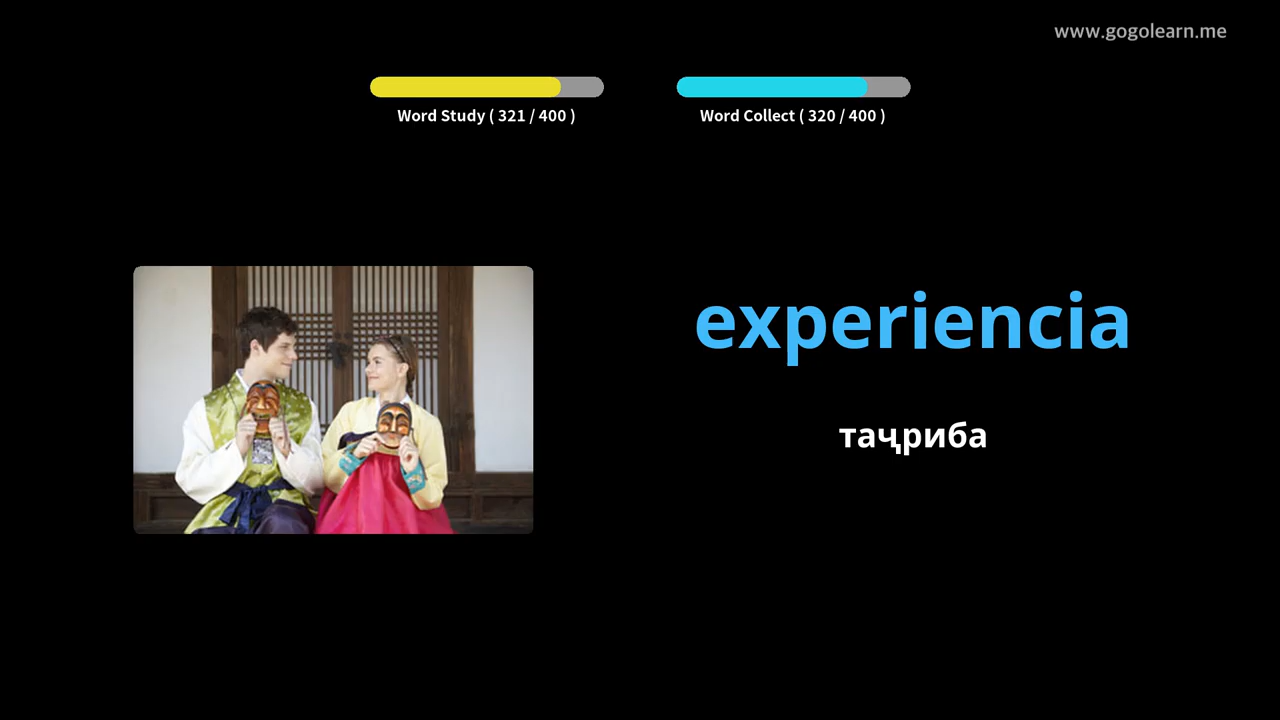 www.gogolearn.me
Word Study ( 321 / 400 )
Word Collect ( 320 / 400 )
experiencia
таҷриба